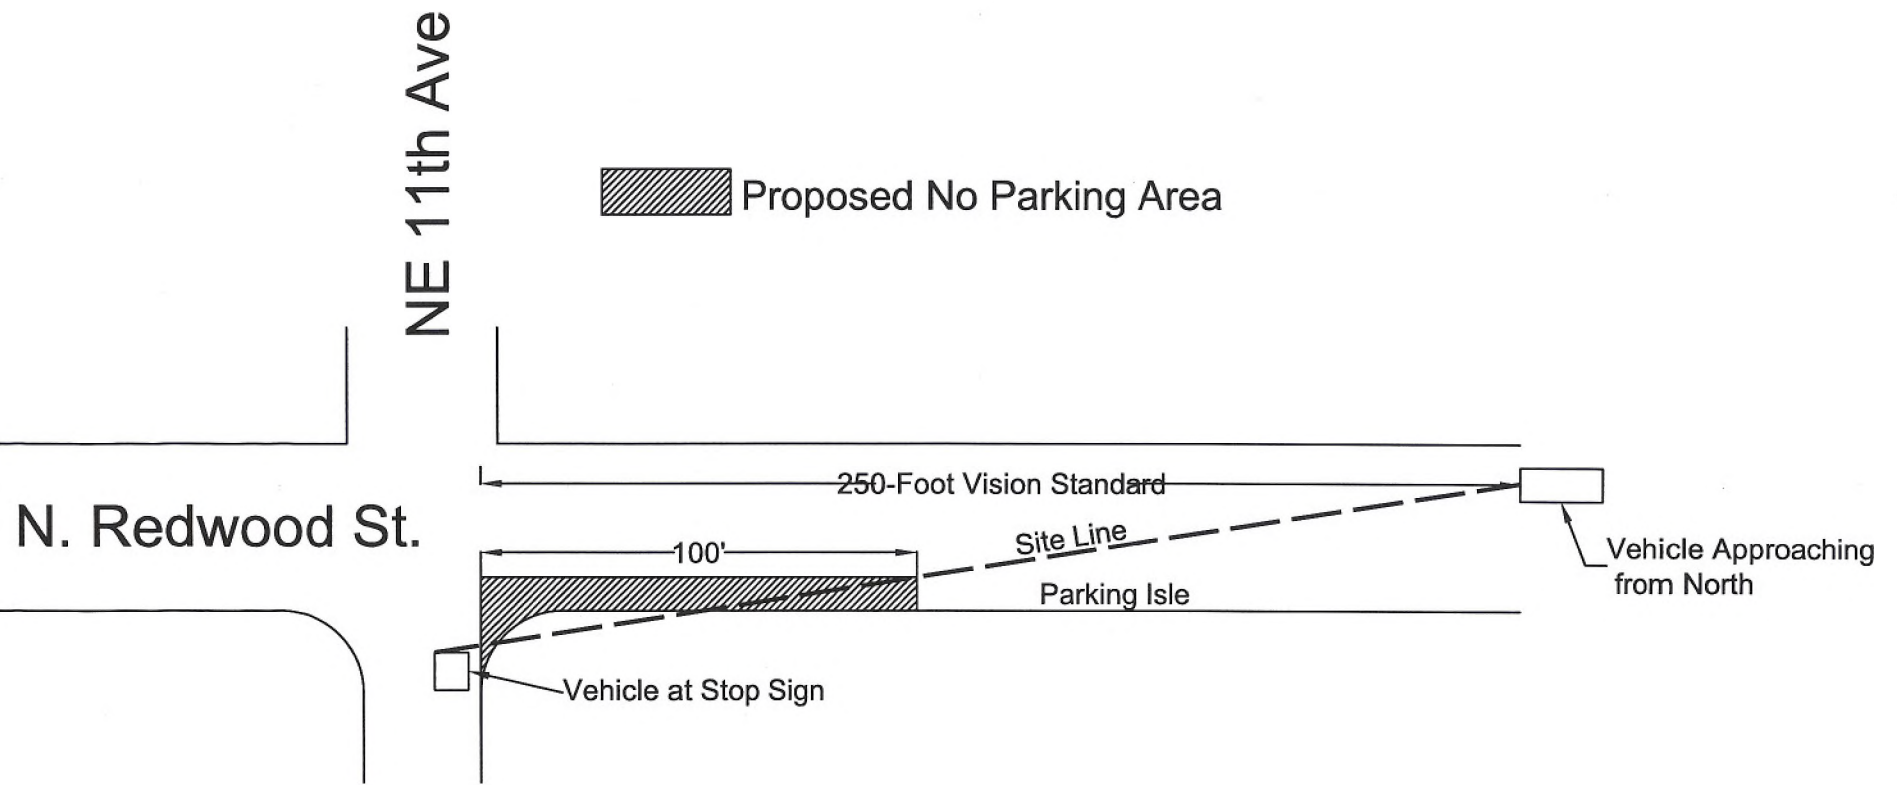 NE 11th Ave
Proposed No Parking Area
250-Foot Vision Standard
N. Redwood St.
100'
Site Line
Vehicle Approaching
from North
Parking Isle
Vehicle at Stop Sign